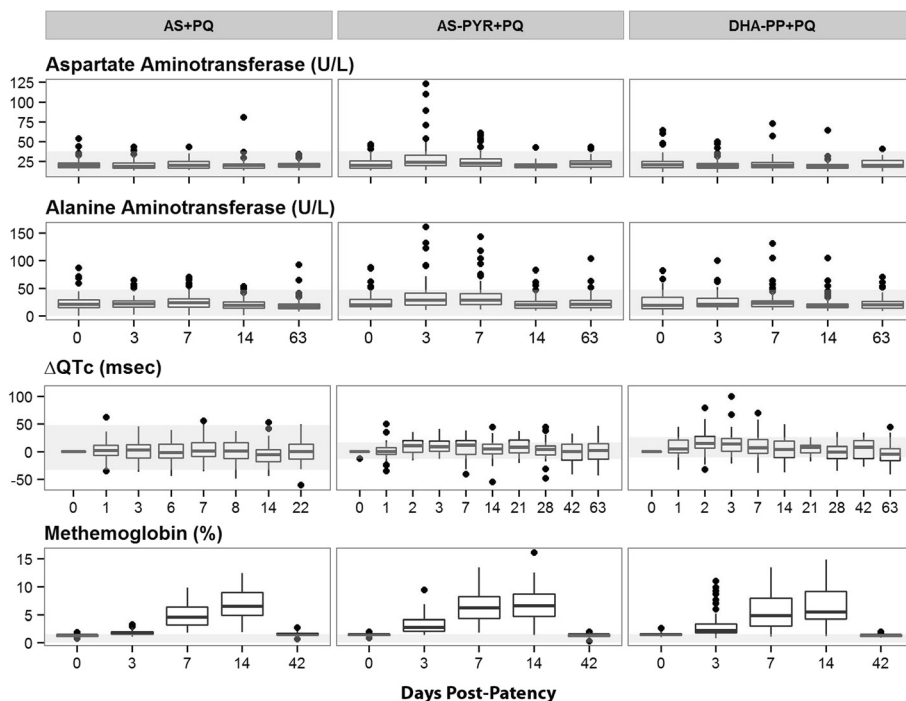 AS+PQ AS-PYR+PQ DHA-PP+PQ
Aspartate Aminotransferase (U/L)
125
100
75
50
25
Alanine Aminotransferase (U/L)
150
100
50
0
0 3 7 14 63 0 3 7 14 63 0 3 7 14 63
ΔQTc (msec)
100
50
0
-50
0 1 3 6 7 8 14 22 0 1 2 3 7 14 21 28 42 63 0 1 2 3 7 14 21 28 42 63
Methemoglobin (%)
15
10
5
0
0 3 7 14 42 0 3 7 14 42 0 3 7 14 42
Days Post-Patency